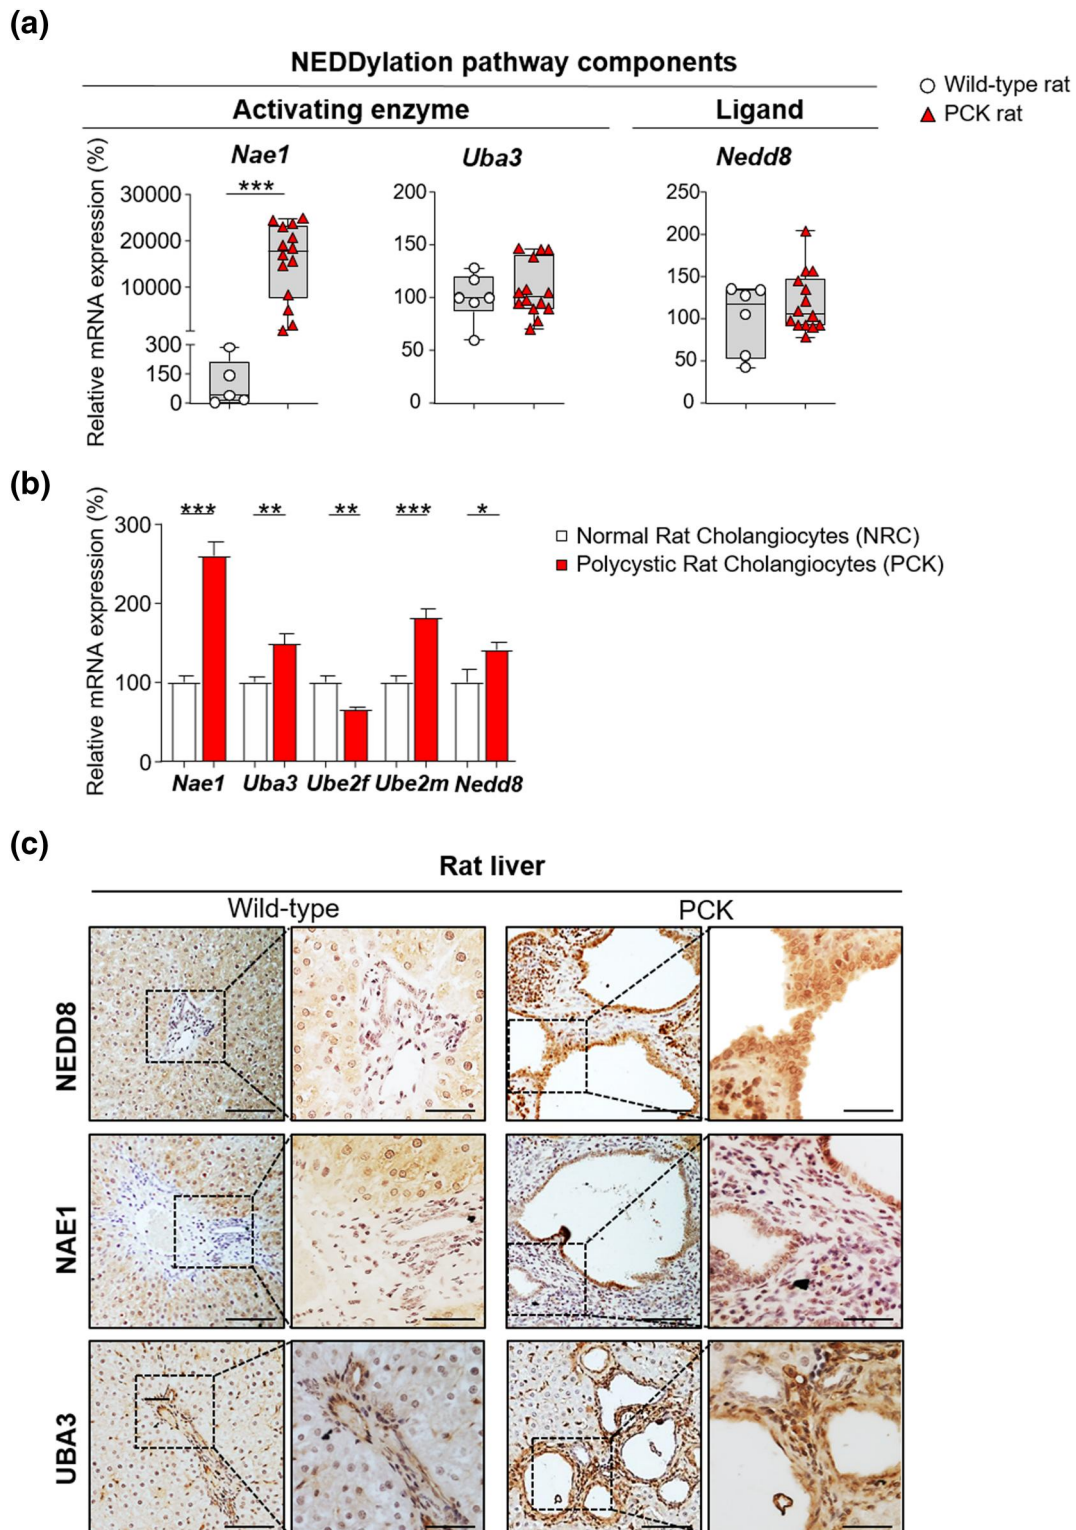 (a)
NEDDylation pathway components
Wild-type rat
PCK rat
Activating enzyme
Ligand
Relative mRNA expression (%)
Nae1
***
30000
20000
10000
300
150
0
Uba3
200
150
100
50
0
Nedd8
250
200
150
100
50
0
(b)
Relative mRNA expression (%)
300
200
100
0
***
**
**
***
*
Nae1 Uba3 Ube2f Ube2m Nedd8
Normal Rat Cholangiocytes (NRC)
Polycystic Rat Cholangiocytes (PCK)
(c)
Rat liver
Wild-type
PCK
NEDD8
NAE1
UBA3